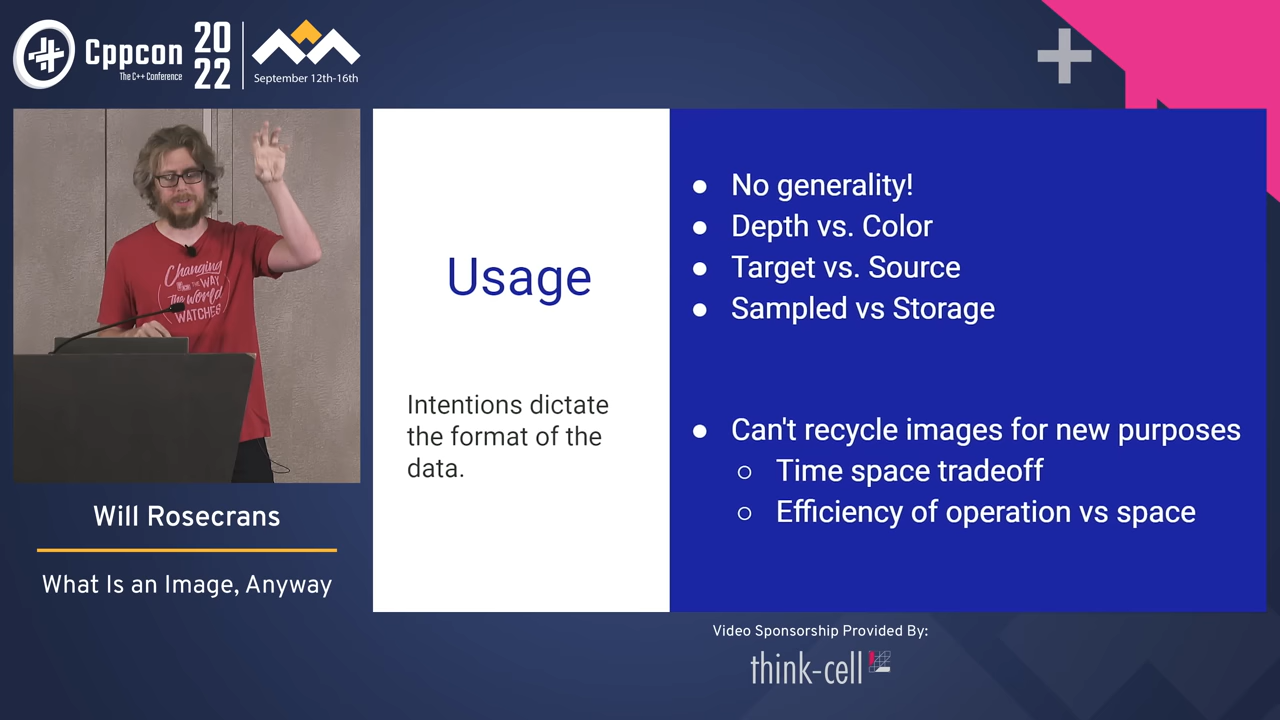 Cppcon
The C++ Conference
20
22
September 12th-16th
Changing
THE WAY
The world
WATCHES
Will Rosecrans
What Is an Image, Anyway
Usage
Intentions dictate
the format of the
data.
● No generality!
● Depth vs. Color
● Target vs. Source
● Sampled vs Storage
● Can't recycle images for new purposes
○ Time space tradeoff
○ Efficiency of operation vs space
Video Sponsorship Provided By:
think-cell